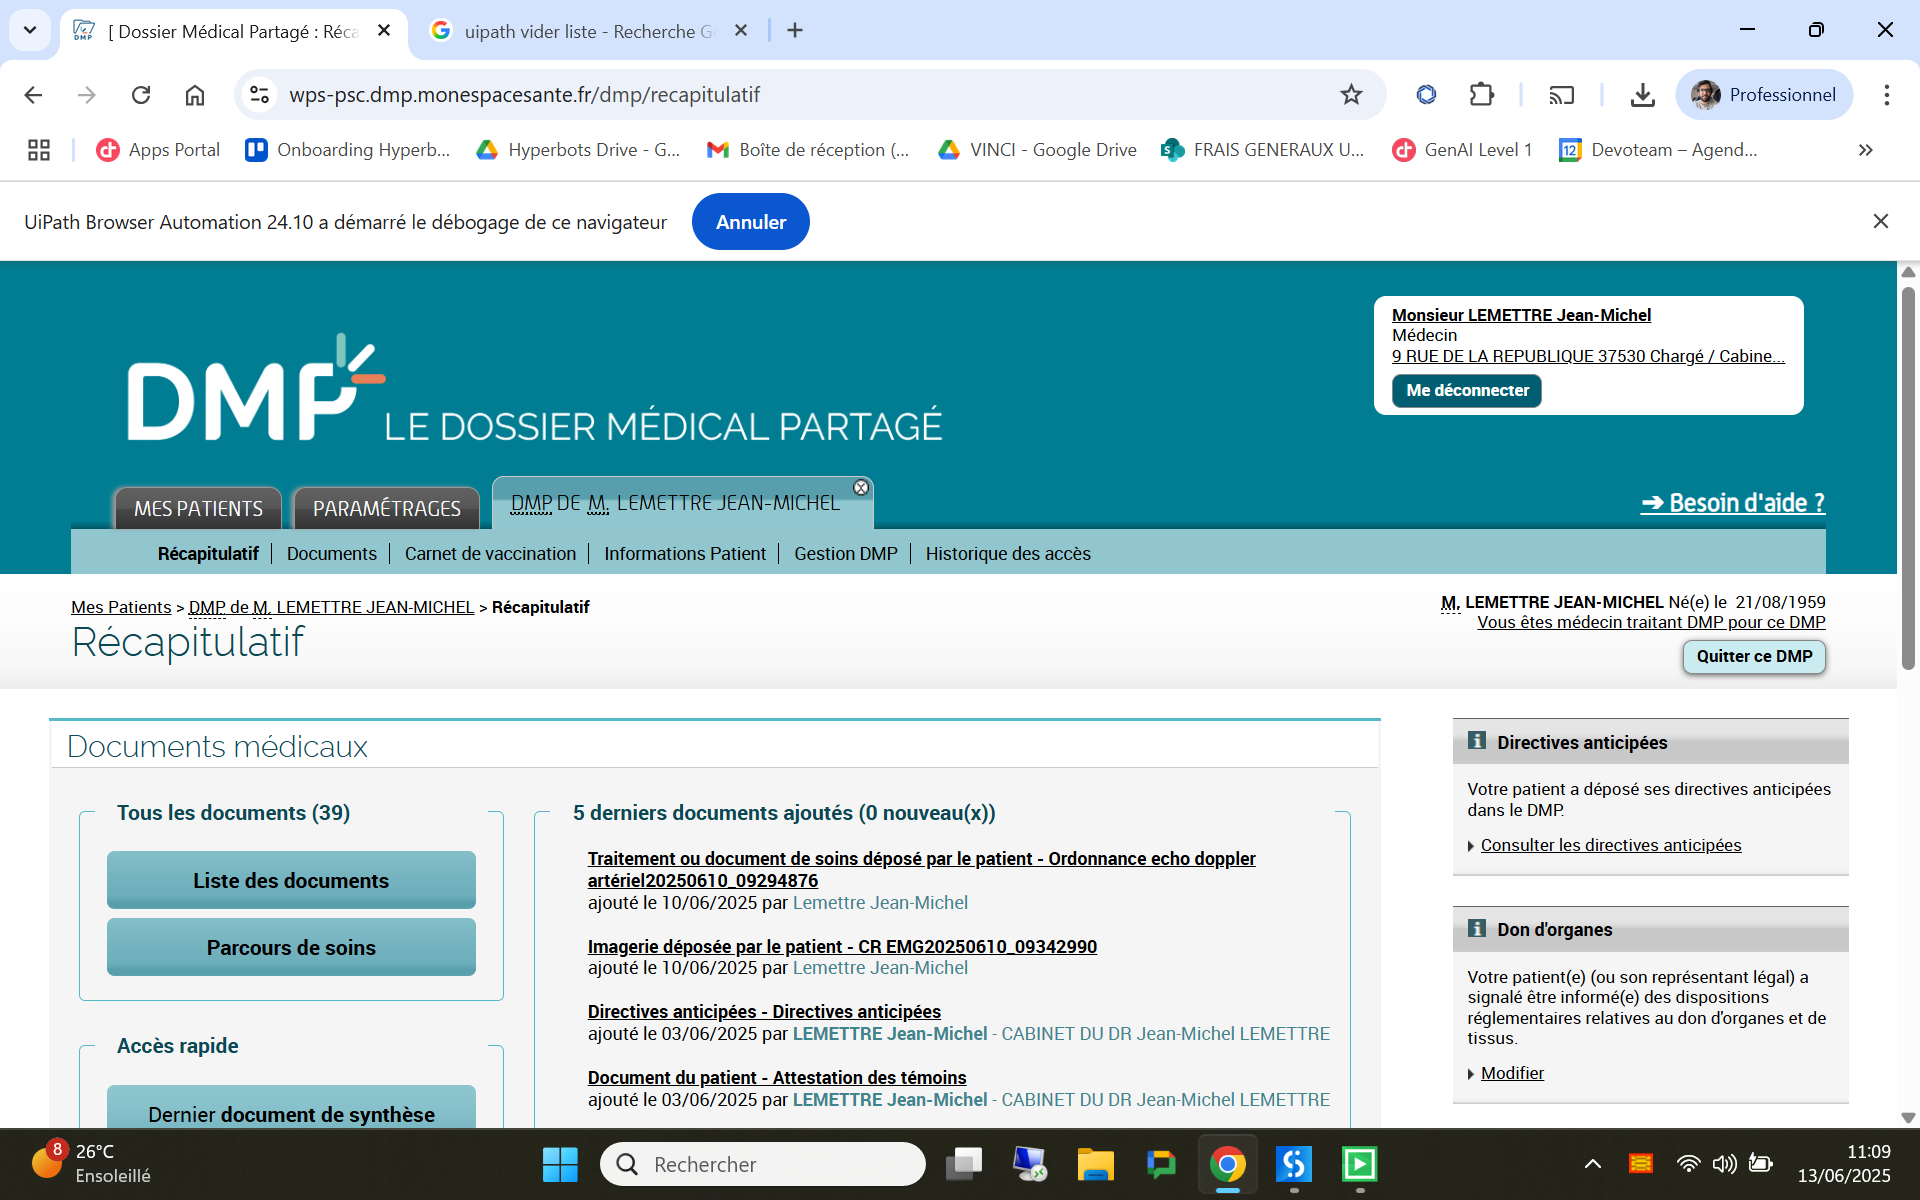 [ Dossier Médical Partagé : Réca
uipath vider liste - Recherche G
wps-psc.dmp.monespacesante.fr/dmp/recapitulatif
Professionnel
Apps Portal
Onboarding Hyperb...
Hyperbots Drive - G...
Boîte de réception (...
VINCI - Google Drive
FRAIS GENERAUX U...
GenAI Level 1
Devoteam – Agend...
UiPath Browser Automation 24.10 a démarré le débogage de ce navigateur
Annuler
Monsieur LEMETTRE Jean-Michel
Médecin
9 RUE DE LA REPUBLIQUE 37530 Chargé / Cabine...
Me déconnecter
DMP LE DOSSIER MÉDICAL PARTAGÉ
MES PATIENTS
PARAMÉTRAGES
DMP DE M. LEMETTRE JEAN-MICHEL
➔ Besoin d'aide ?
Récapitulatif
Documents
Carnet de vaccination
Informations Patient
Gestion DMP
Historique des accès
Mes Patients > DMP de M. LEMETTRE JEAN-MICHEL > Récapitulatif
M. LEMETTRE JEAN-MICHEL Né(e) le 21/08/1959
Vous êtes médecin traitant DMP pour ce DMP
Quitter ce DMP
Récapitulatif
Documents médicaux
Tous les documents (39)
Liste des documents
Parcours de soins
Accès rapide
Dernier document de synthèse
5 derniers documents ajoutés (0 nouveau(x))
Traitement ou document de soins déposé par le patient - Ordonnance echo doppler
artériel20250610_09294876
ajouté le 10/06/2025 par Lemettre Jean-Michel
Imagerie déposée par le patient - CR EMG20250610_09342990
ajouté le 10/06/2025 par Lemettre Jean-Michel
Directives anticipées - Directives anticipées
ajouté le 03/06/2025 par LEMETTRE Jean-Michel - CABINET DU DR Jean-Michel LEMETTRE
Document du patient - Attestation des témoins
ajouté le 03/06/2025 par LEMETTRE Jean-Michel - CABINET DU DR Jean-Michel LEMETTRE
Directives anticipées
Votre patient a déposé ses directives anticipées
dans le DMP.
Consulter les directives anticipées
Don d'organes
Votre patient(e) (ou son représentant légal) a
signalé être informé(e) des dispositions
réglementaires relatives au don d'organes et de
tissus.
Modifier
8
26°C
Ensoleillé
Rechercher
11:09
13/06/2025